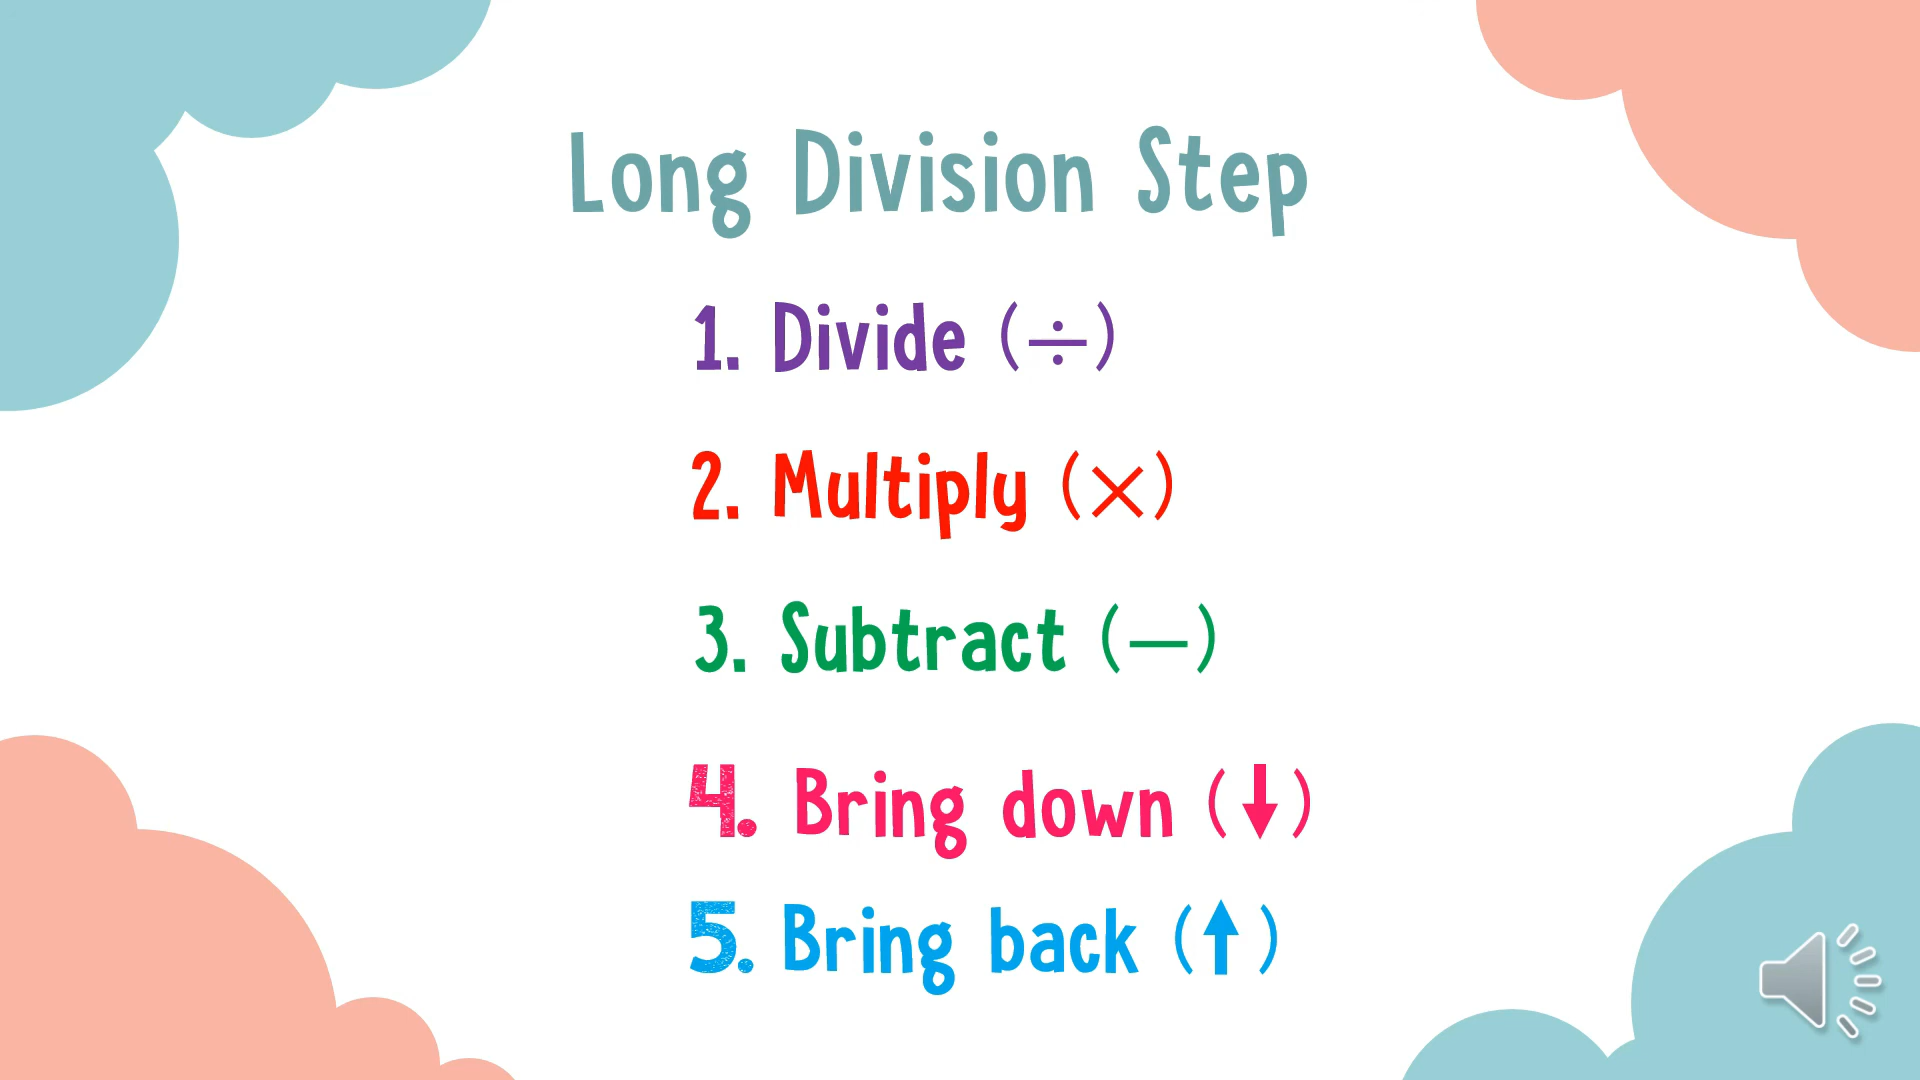 Long Division Step
1. Divide (÷)
2. Multiply (×)
3. Subtract (—)
4. Bring down (↓)
5. Bring back (↑)